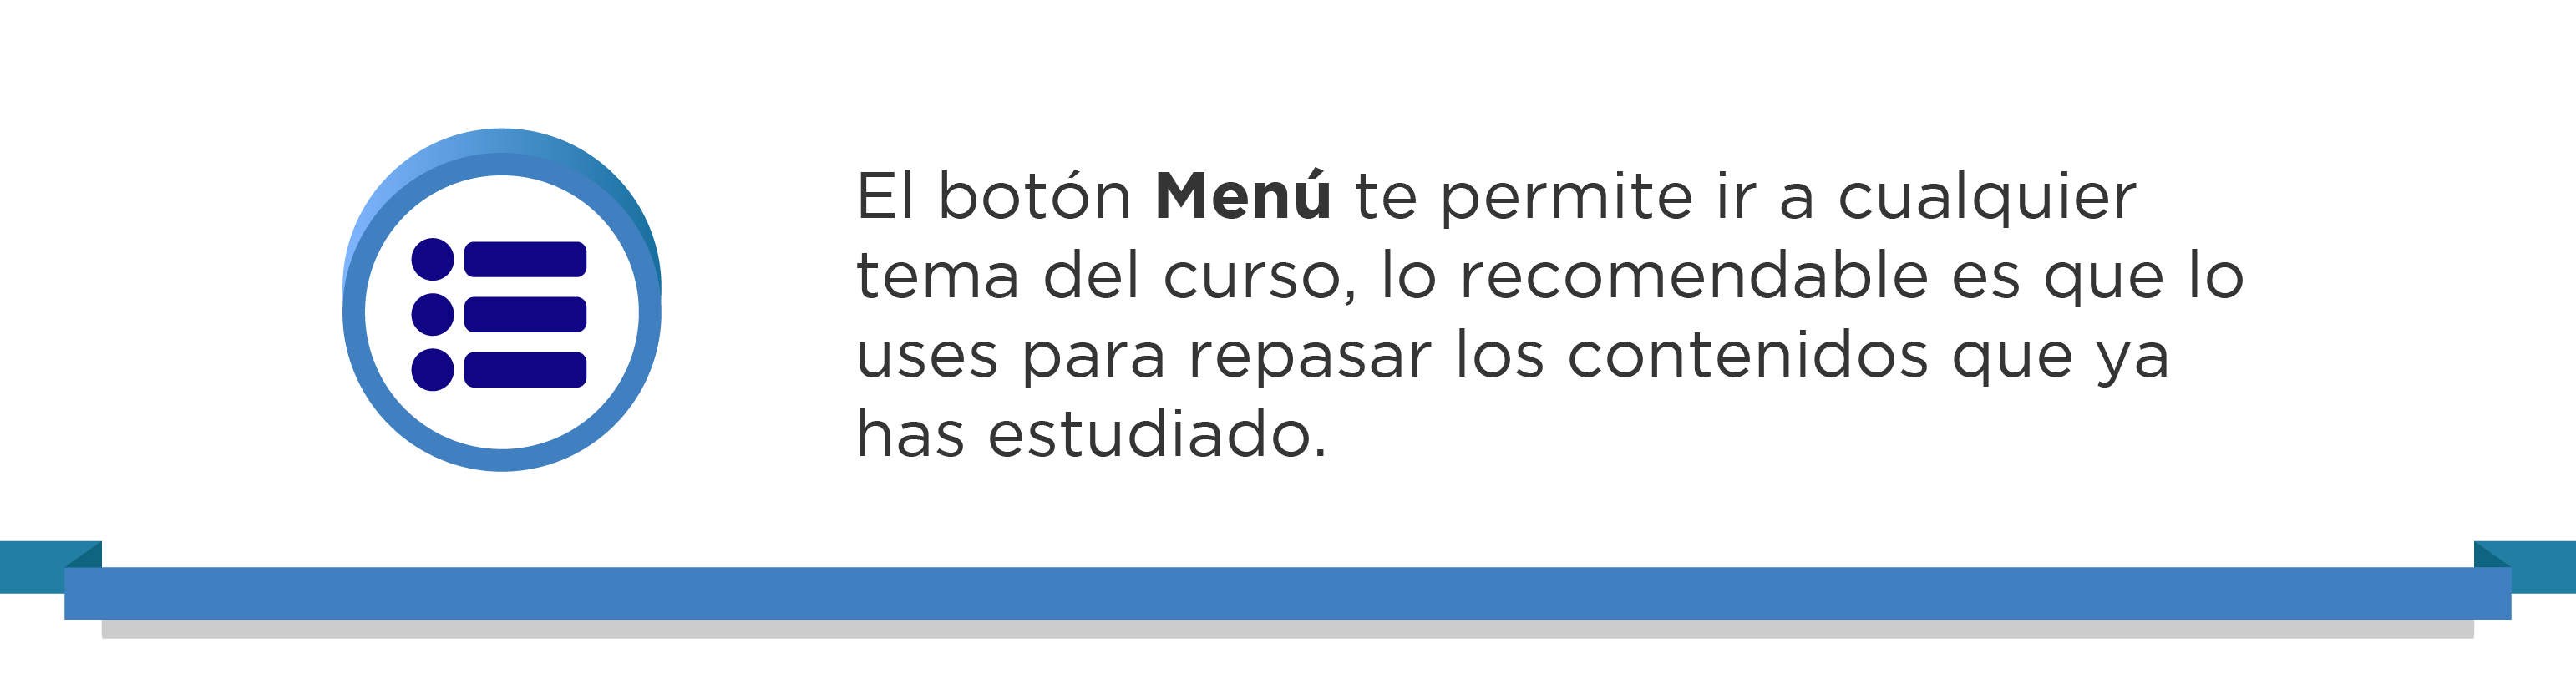 El botón Menú te permite ir a cualquier
tema del curso, lo recomendable es que lo
uses para repasar los contenidos que ya
has estudiado.